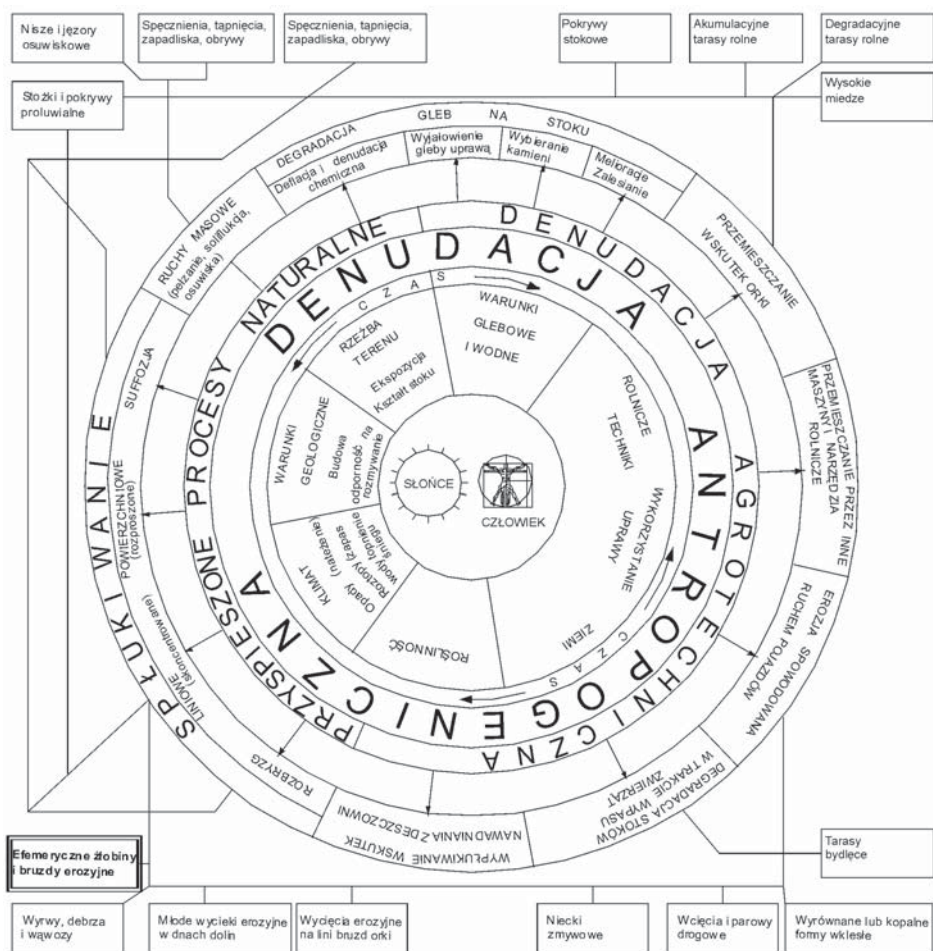 Nisze i jęzory
osuwiskowe
Spęcznienia, tąpnięcia,
zapadliska, obrywy
Spęcznienia, tąpnięcia,
zapadliska, obrywy
Pokrywy
stokowe
Akumulacyjne
tarasy rolne
Degradacyjne
tarasy rolne
Stożki i pokrywy
proluwialne
Wysokie
miedze
DEGRADACJA GLEB NA STOKU
Deflacja i denudacja
chemiczna
Wyjałowienie
gleby uprawą
Wybieranie
kamieni
Melioracje
Zalesianie
RUCHY MASOWE
(pełzanie, soliflukcja,
osuwiska)
PRZEMIESZCZANIE
WSKUTEK ORKI
PRZEMIESZCZANIE PRZEZ INNE
MASZYNY I NARZĘDZIA
ROLNICZE
EROZJA SPOWODOWANA
RUCHEM POJAZDÓW
DEGRADACJA STOKÓW
W TRAKCIE WYPASU
ZWIERZĄT
WYPŁUKIWANIE WSKUTEK
NAWADNIANIA Z DESZCZOWNI
ROZBRYZG
SPŁUKIWANIE
LINIOWE
(skoncentrowane)
POWIERZCHNIOWE
(rozproszone)
SUFFOZJA
PRZYSPIESZONE PROCESY NATURALNE
DENUDACJA AGROTECHNICZNA
DENUDACJA ANTROPOGENICZNA
CZAS
CZAS
RZEŹBA
TERENU
Ekspozycja
Kształt stoku
WARUNKI
GLEBOWE
I WODNE
ROLNICZE
TECHNIKI
UPRAWY
WYKORZYSTANIE
ZIEMI
ROŚLINNOŚĆ
KLIMAT
Opady (natężenie)
Roztopy (zapas
wody, topnienie
śniegu
WARUNKI
GEOLOGICZNE
Budowa
odporność na
rozmywanie
SŁOŃCE
CZŁOWIEK
Efemeryczne żłobiny
i bruzdy erozyjne
Tarasy
bydlęce
Wyrwy, debrza
i wąwozy
Młode wycieki erozyjne
w dnach dolin
Wycięcia erozyjne
na lini bruzd orki
Niecki
zmywowe
Wcięcia i parowy
drogowe
Wyrównane lub kopalne
formy wklęsłe